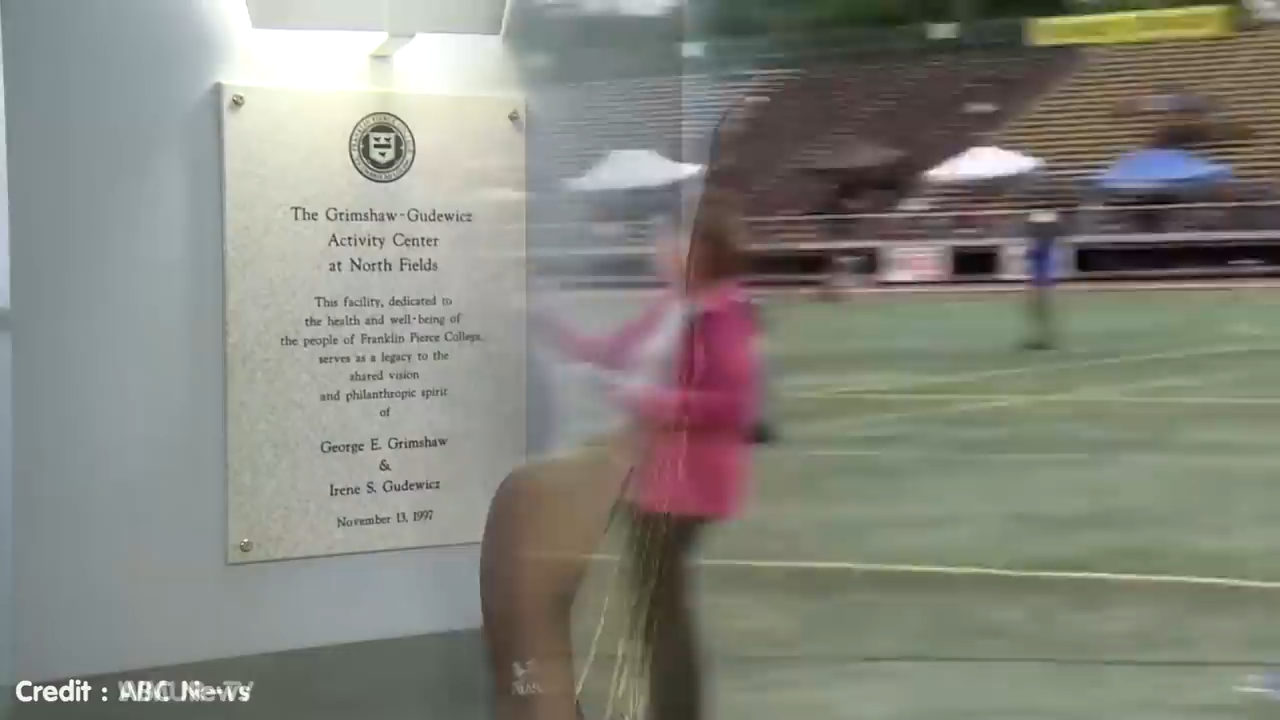 The Grimshaw-Gudewicz
Activity Center
at North Fields
This facility, dedicated to
the health and well-being of
the people of Franklin Pierce College,
serves as a legacy to the
shared vision
and philanthropic spirit
of
George E. Grimshaw
&
Irene S. Gudewicz
November 13, 1997
Credit : ABC News